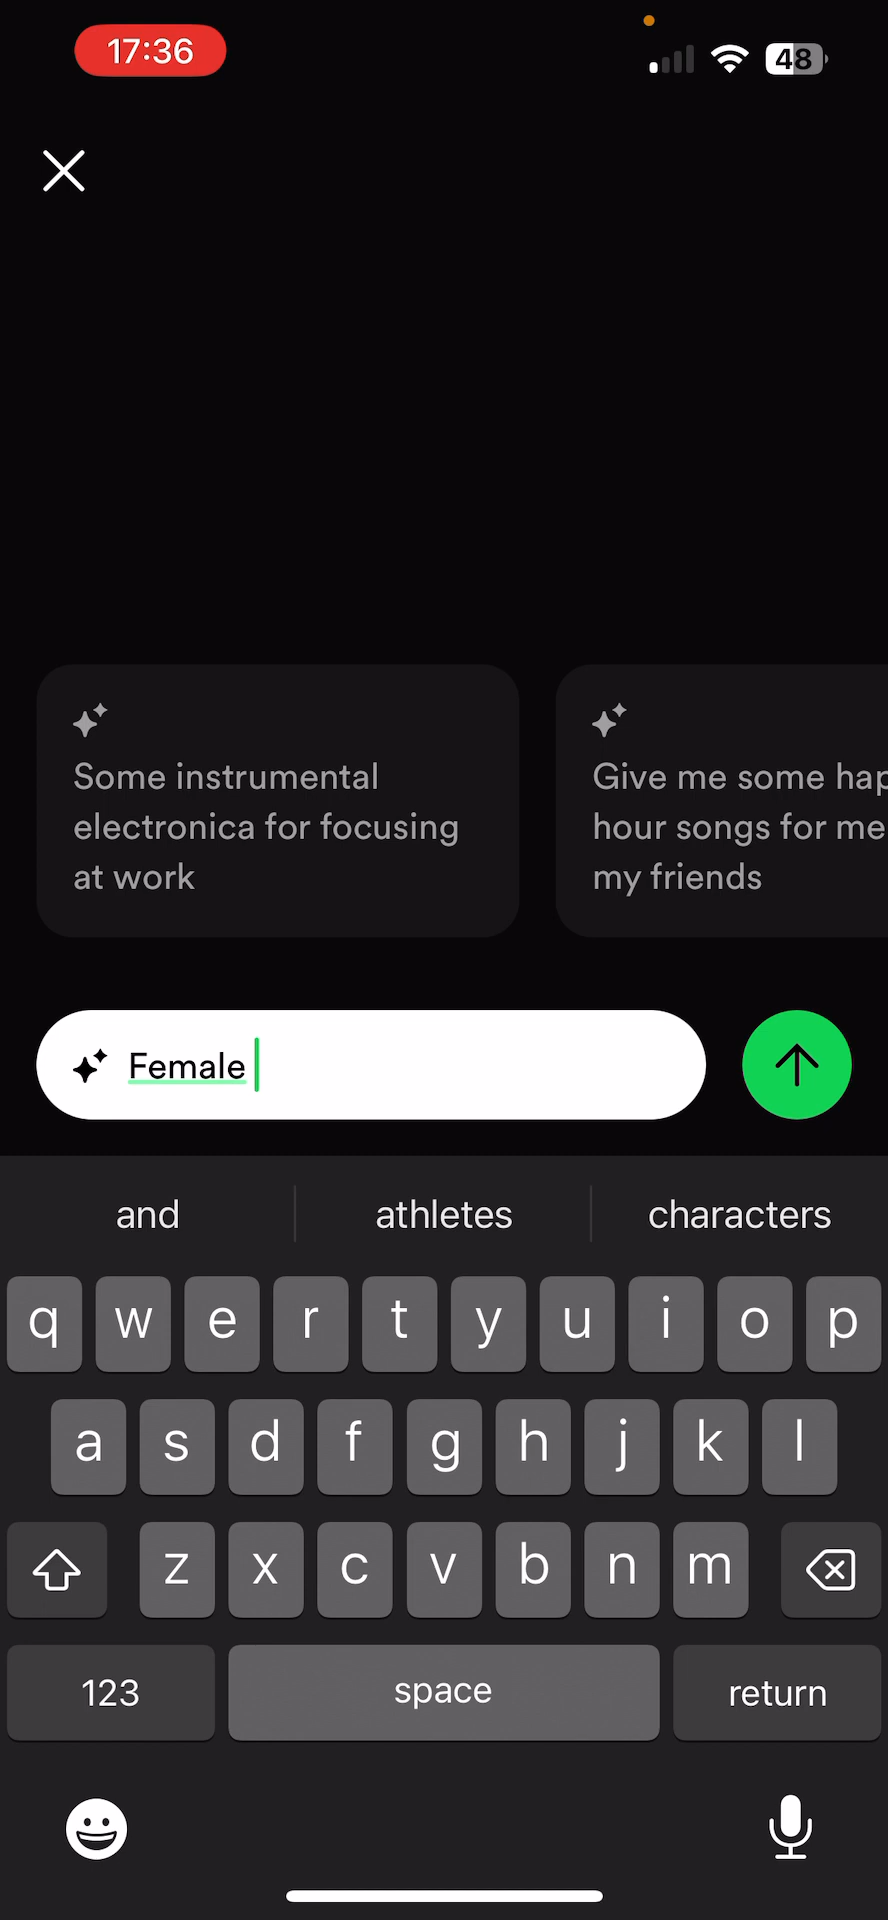 17:36
48
Some instrumental
electronica for focusing
at work
Give me some hap
hour songs for me
my friends
Female
and athletes characters
q w e r t y u i o p
a s d f g h j k l
z x c v b n m
123 space return